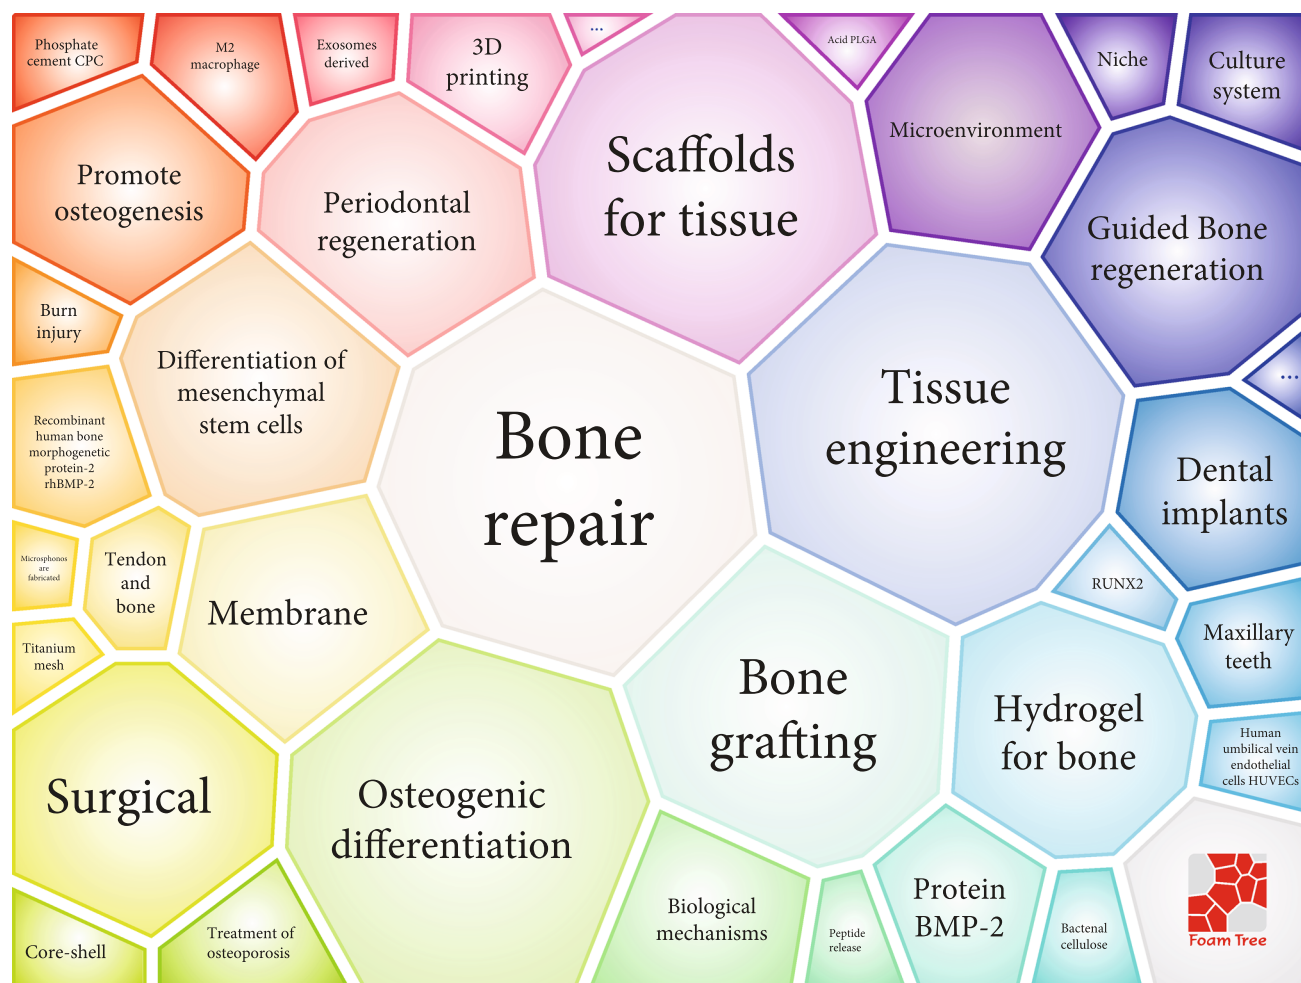 Phosphate
cement CPC
M2
macrophage
Exosomes
derived
3D
printing
...
Acid PLGA
Niche
Culture
system
Microenvironment
Scaffolds
for tissue
Promote
osteogenesis
Periodontal
regeneration
Guided Bone
regeneration
Burn
injury
Differentiation of
mesenchymal
stem cells
Tissue
engineering
...
Bone
repair
Recombinant
human bone
morphogenetic
protein-2
rhBMP-2
Dental
implants
Microsphonos
are
fabricated
Tendon
and
bone
Membrane
RUNX2
Titanium
mesh
Maxillary
teeth
Bone
grafting
Hydrogel
for bone
Human
umbilical vein
endothelial
cells HUVECs
Surgical
Osteogenic
differentiation
Biological
mechanisms
Protein
BMP-2
Peptide
release
Bactenal
cellulose
Core-shell
Treatment of
osteoporosis
Foam Tree